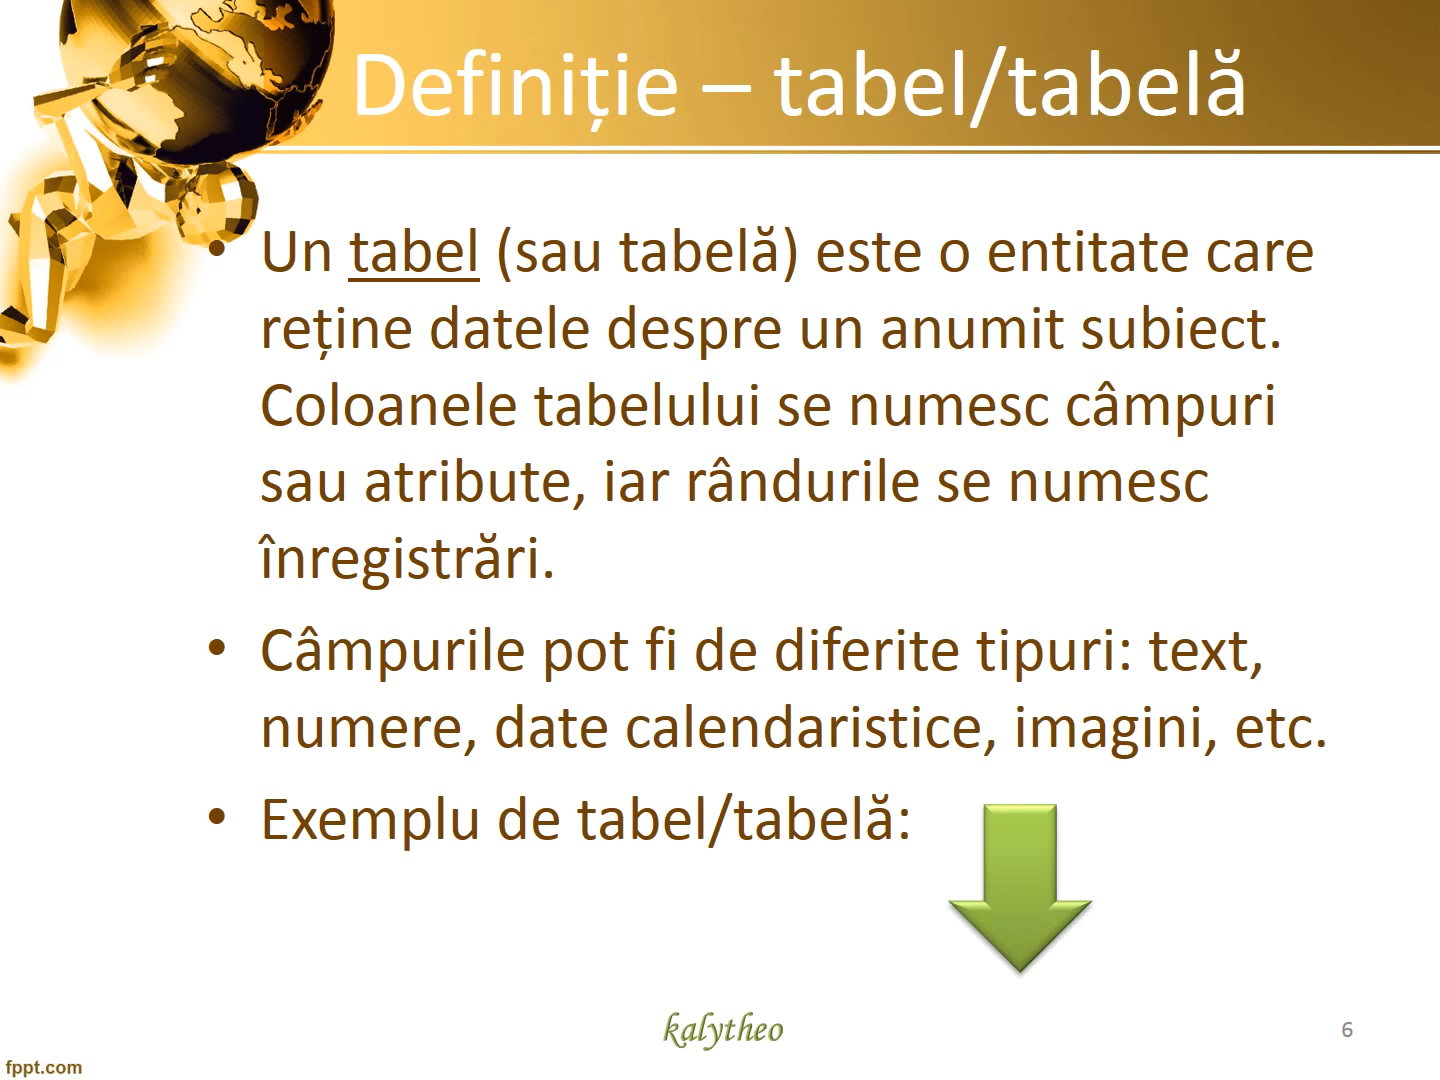 Definiție – tabel/tabelă
• Un tabel (sau tabelă) este o entitate care
reține datele despre un anumit subiect.
Coloanele tabelului se numesc câmpuri
sau atribute, iar rândurile se numesc
înregistrări.
• Câmpurile pot fi de diferite tipuri: text,
numere, date calendaristice, imagini, etc.
• Exemplu de tabel/tabelă:
kalytheo
6
fppt.com